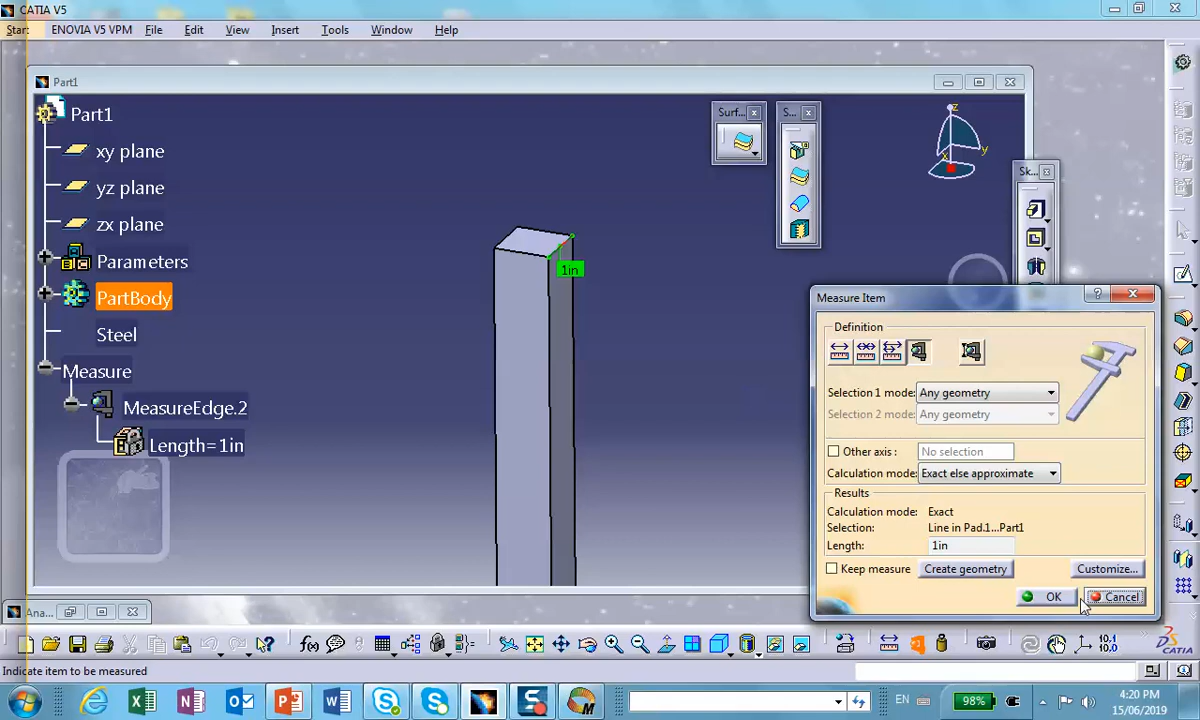 CATIA V5
Start
ENOVIA V5 VPM
File
Edit
View
Insert
Tools
Window
Help
Part1
Part1
xy plane
yz plane
zx plane
Parameters
PartBody
Steel
Measure
MeasureEdge.2
Length=1in
1in
Surf...
S...
Sk...
z
y
x
Measure Item
Definition
Selection 1 mode: Any geometry
Selection 2 mode: Any geometry
Other axis : No selection
Calculation mode: Exact else approximate
Results
Calculation mode: Exact
Selection: Line in Pad.1...Part1
Length: 1in
Keep measure
Create geometry
Customize...
OK
Cancel
Ana...
f(x)
10.1
CATIA
Indicate item to be measured
EN
98%
4:20 PM
15/06/2019